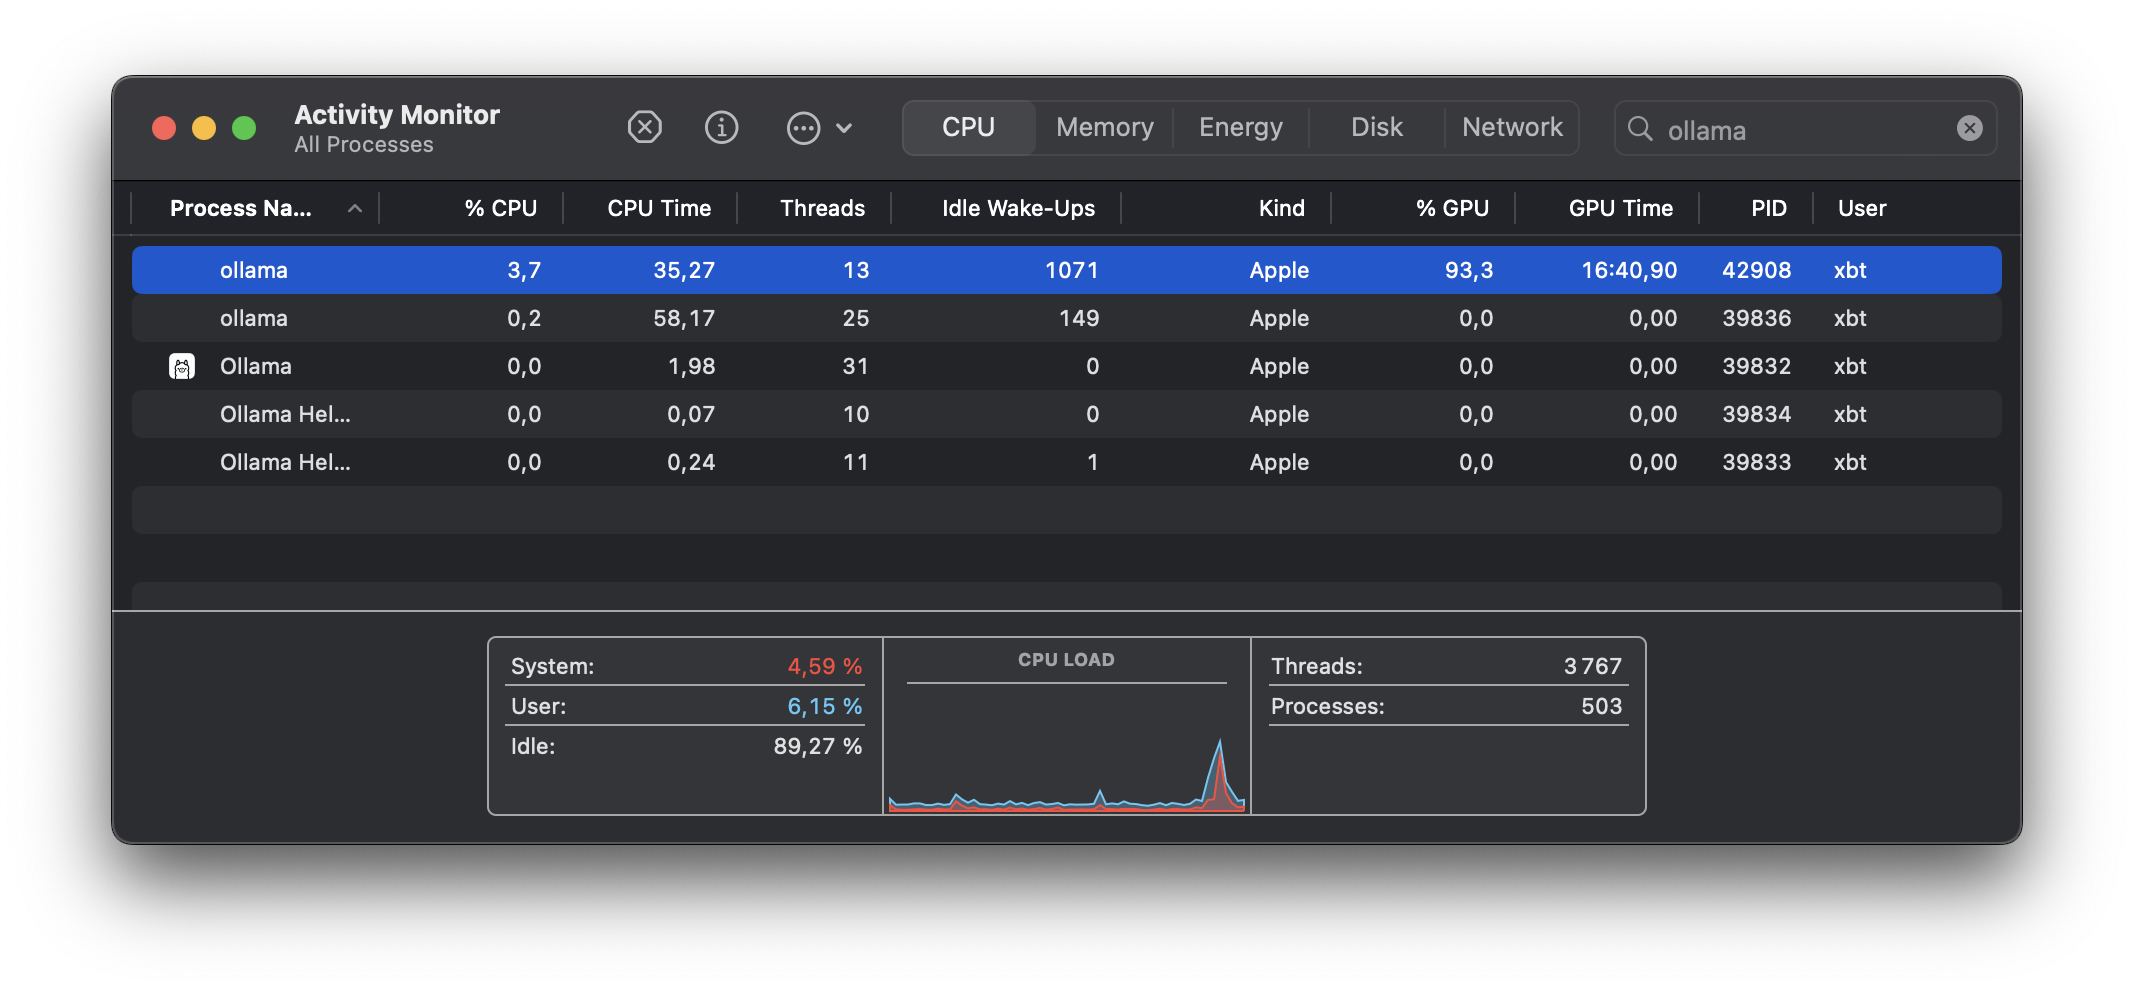 Activity Monitor
All Processes
CPU Memory Energy Disk Network
ollama
Process Na... % CPU CPU Time Threads Idle Wake-Ups Kind % GPU GPU Time PID User
ollama 3,7 35,27 13 1071 Apple 93,3 16:40,90 42908 xbt
ollama 0,2 58,17 25 149 Apple 0,0 0,00 39836 xbt
Ollama 0,0 1,98 31 0 Apple 0,0 0,00 39832 xbt
Ollama Hel... 0,0 0,07 10 0 Apple 0,0 0,00 39834 xbt
Ollama Hel... 0,0 0,24 11 1 Apple 0,0 0,00 39833 xbt
System: 4,59 %
User: 6,15 %
Idle: 89,27 %
CPU LOAD
Threads: 3 767
Processes: 503